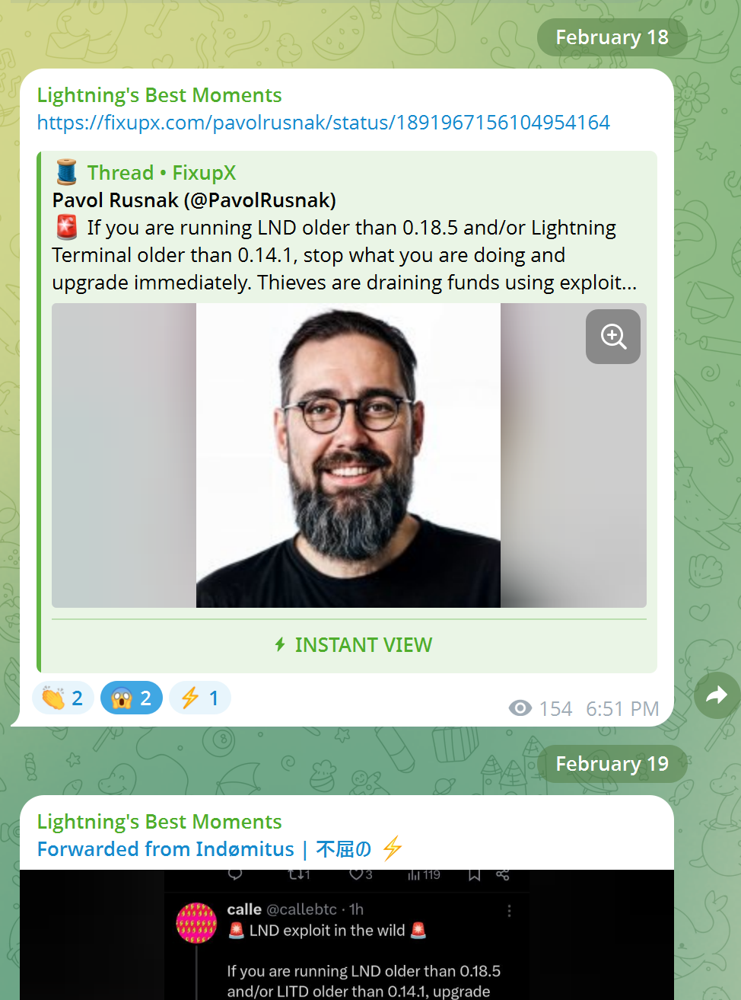 February 18
Lightning's Best Moments
https://fixupx.com/pavolrusnak/status/1891967156104954164
Thread • FixupX
Pavol Rusnak (@PavolRusnak)
🚨 If you are running LND older than 0.18.5 and/or Lightning
Terminal older than 0.14.1, stop what you are doing and
upgrade immediately. Thieves are draining funds using exploit...
INSTANT VIEW
👏 2 😱 2 ⚡ 1
154 6:51 PM
February 19
Lightning's Best Moments
Forwarded from Indømitus | 不屈の ⚡
1 3 119
calle @callebtc · 1h
🚨 LND exploit in the wild 🚨
If you are running LND older than 0.18.5
and/or LITD older than 0.14.1, upgrade